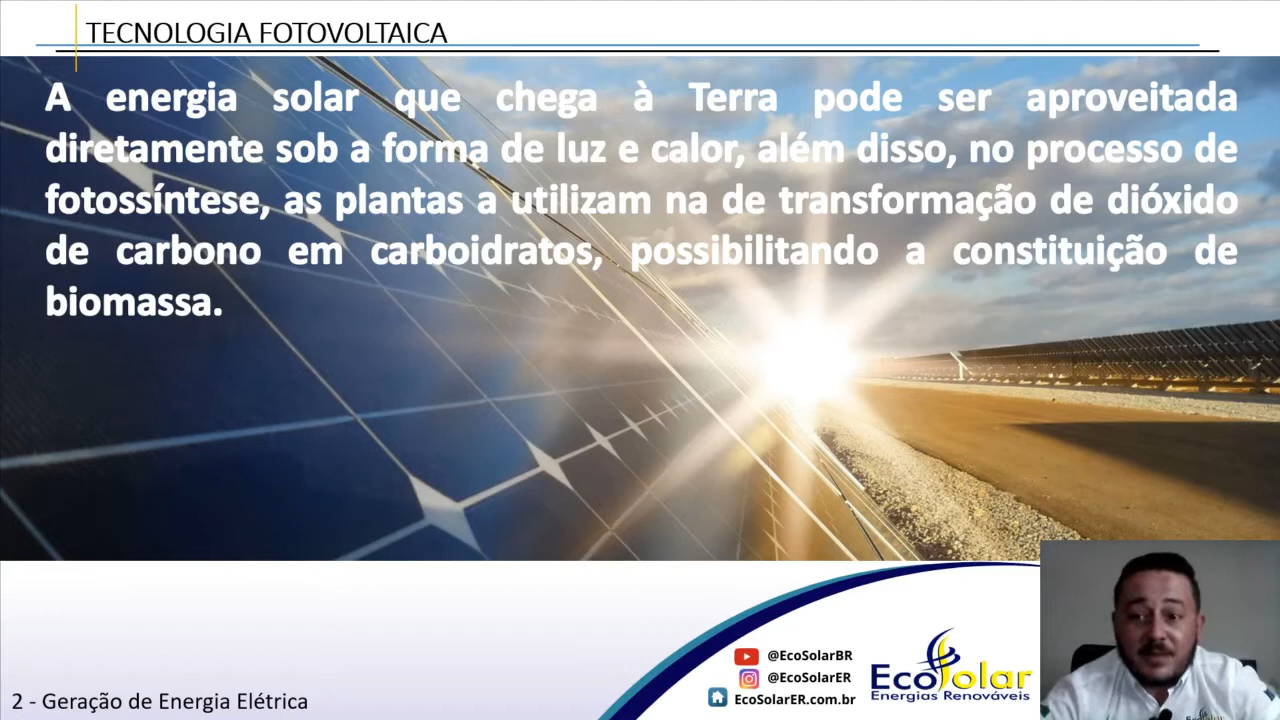 TECNOLOGIA FOTOVOLTAICA
A energia solar que chega à Terra pode ser aproveitada
diretamente sob a forma de luz e calor, além disso, no processo de
fotossíntese, as plantas a utilizam na de transformação de dióxido
de carbono em carboidratos, possibilitando a constituição de
biomassa.
@EcoSolarBR
@EcoSolarER
EcoSolarER.com.br
EcoSolar
Energias Renováveis
2 - Geração de Energia Elétrica